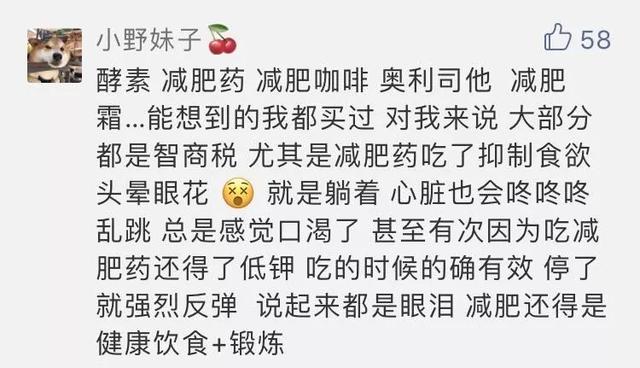 小野妹子🍒 58
酵素 减肥药 减肥咖啡 奥利司他 减肥
霜...能想到的我都买过 对我来说 大部分
都是智商税 尤其是减肥药吃了抑制食欲
头晕眼花 😵 就是躺着 心脏也会咚咚咚
乱跳 总是感觉口渴了 甚至有次因为吃减
肥药还得了低钾 吃的时候的确有效 停了
就强烈反弹 说起来都是眼泪 减肥还得是
健康饮食+锻炼